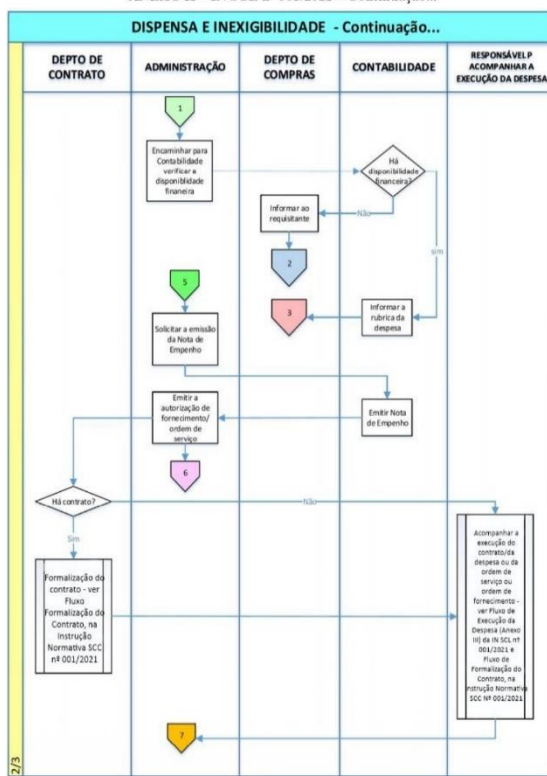 DISPENSA E INEXIGIBILIDADE - Continuação...
DEPTO DE
CONTRATO
ADMINISTRAÇÃO
DEPTO DE
COMPRAS
CONTABILIDADE
RESPONSÁVEL P
ACOMPANHAR A
EXECUÇÃO DA DESPESA
1
Encaminhar para
Contabilidade
verificar a
disponiblidade
finaneira
Há
disponibilidade
financeira?
Não
sim
Informar ao
requisitante
2
5
3
Informar a
rubrica da
despesa
Solicitar a emissão
da Nota de
Empenho
Emitir a
autorização de
fornecimento/
ordem de
serviço
Emitir Nota
de Empenho
6
Há contrato?
Não
Sim
Formalização do
contrato - ver
Fluxo
Formalização do
Contrato, na
Instrução
Normativa SCC
nº 001/2021
Acompanhar a
execução do
contrato/da
despesa ou da
ordem de
serviço ou
ordem de
fornecimento -
ver Fluxo de
Execução da
Despesa (Anexo
III) da IN SCL nº
001/2021 e
Fluxo de
Formalização do
Contrato, na
Instrução Normativa
SCC Nº 001/2021
7
2/3